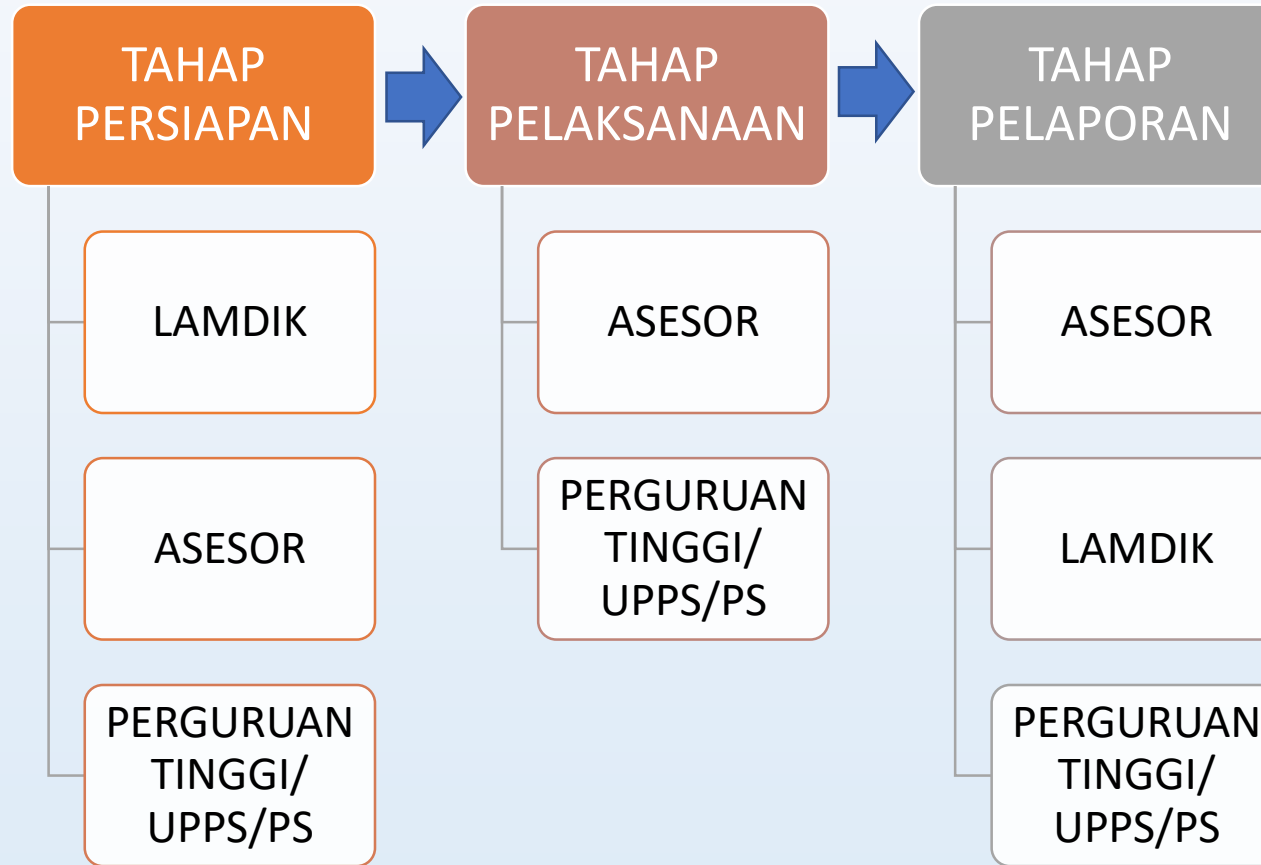 TAHAP
PERSIAPAN
LAMDIK
ASESOR
PERGURUAN
TINGGI/
UPPS/PS
TAHAP
PELAKSANAAN
ASESOR
PERGURUAN
TINGGI/
UPPS/PS
TAHAP
PELAPORAN
ASESOR
LAMDIK
PERGURUAN
TINGGI/
UPPS/PS